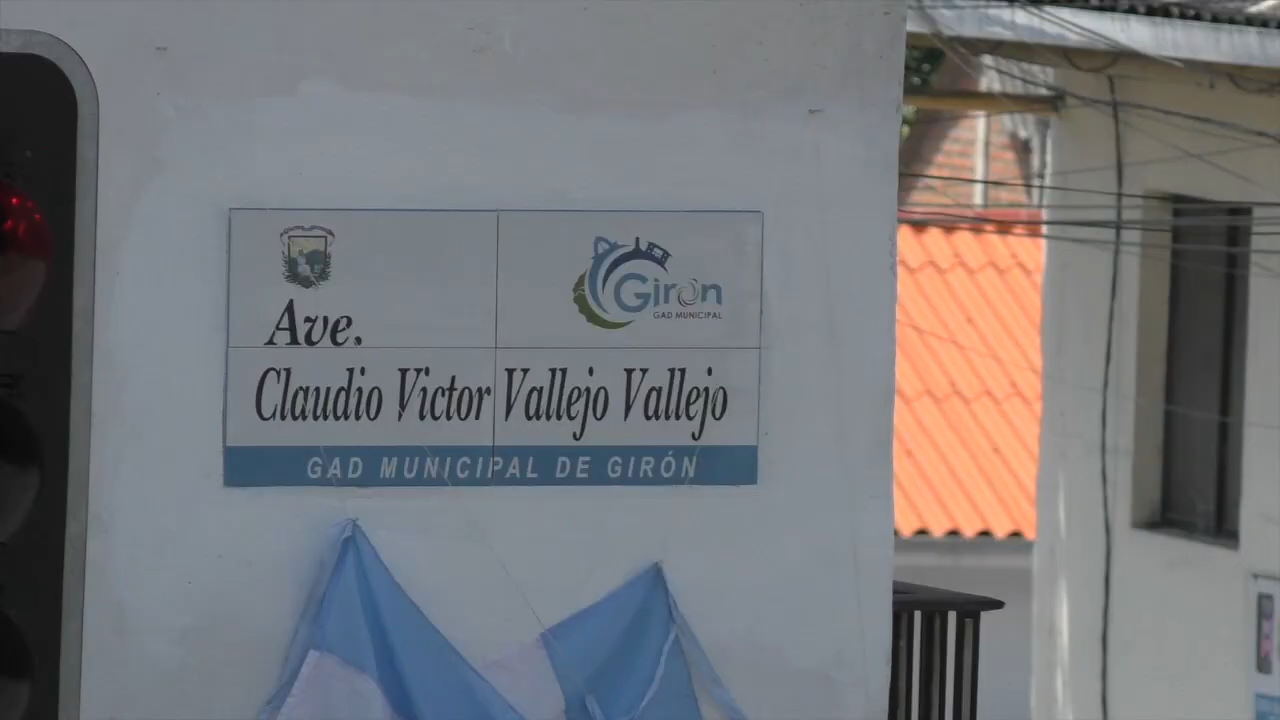 Girón
GAD MUNICIPAL
Ave.
Claudio Victor Vallejo Vallejo
GAD MUNICIPAL DE GIRÓN